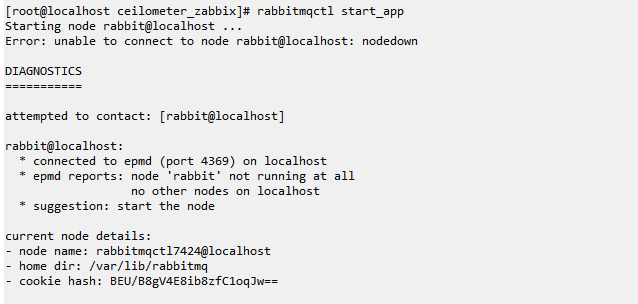 [root@localhost ceilometer_zabbix]# rabbitmqctl start_app
Starting node rabbit@localhost ...
Error: unable to connect to node rabbit@localhost: nodedown
DIAGNOSTICS
===========
attempted to contact: [rabbit@localhost]
rabbit@localhost:
* connected to epmd (port 4369) on localhost
* epmd reports: node 'rabbit' not running at all
no other nodes on localhost
* suggestion: start the node
current node details:
- node name: rabbitmqctl7424@localhost
- home dir: /var/lib/rabbitmq
- cookie hash: BEU/B8gV4E8ib8zfC1oqJw==